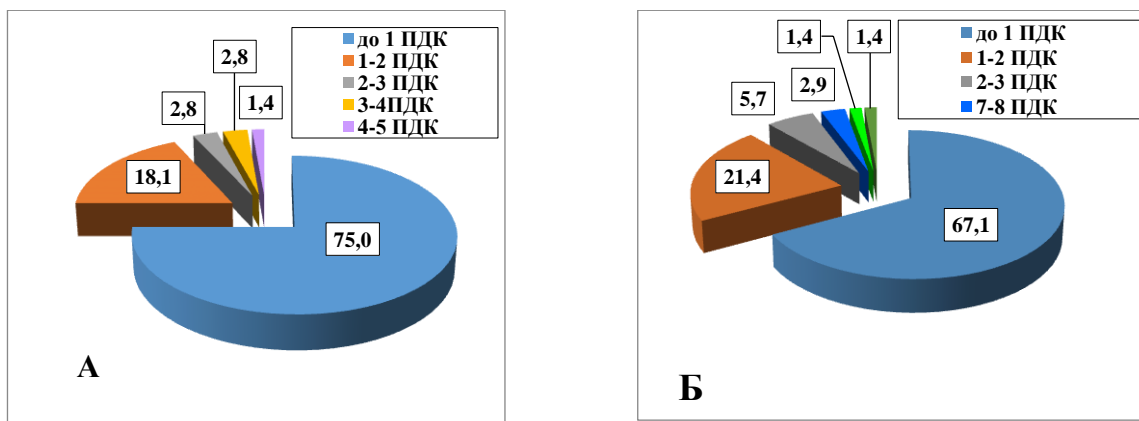 до 1 ПДК
1-2 ПДК
2-3 ПДК
3-4ПДК
4-5 ПДК
2,8
2,8
1,4
18,1
75,0
А
до 1 ПДК
1-2 ПДК
2-3 ПДК
7-8 ПДК
1,4
1,4
5,7
2,9
21,4
67,1
Б